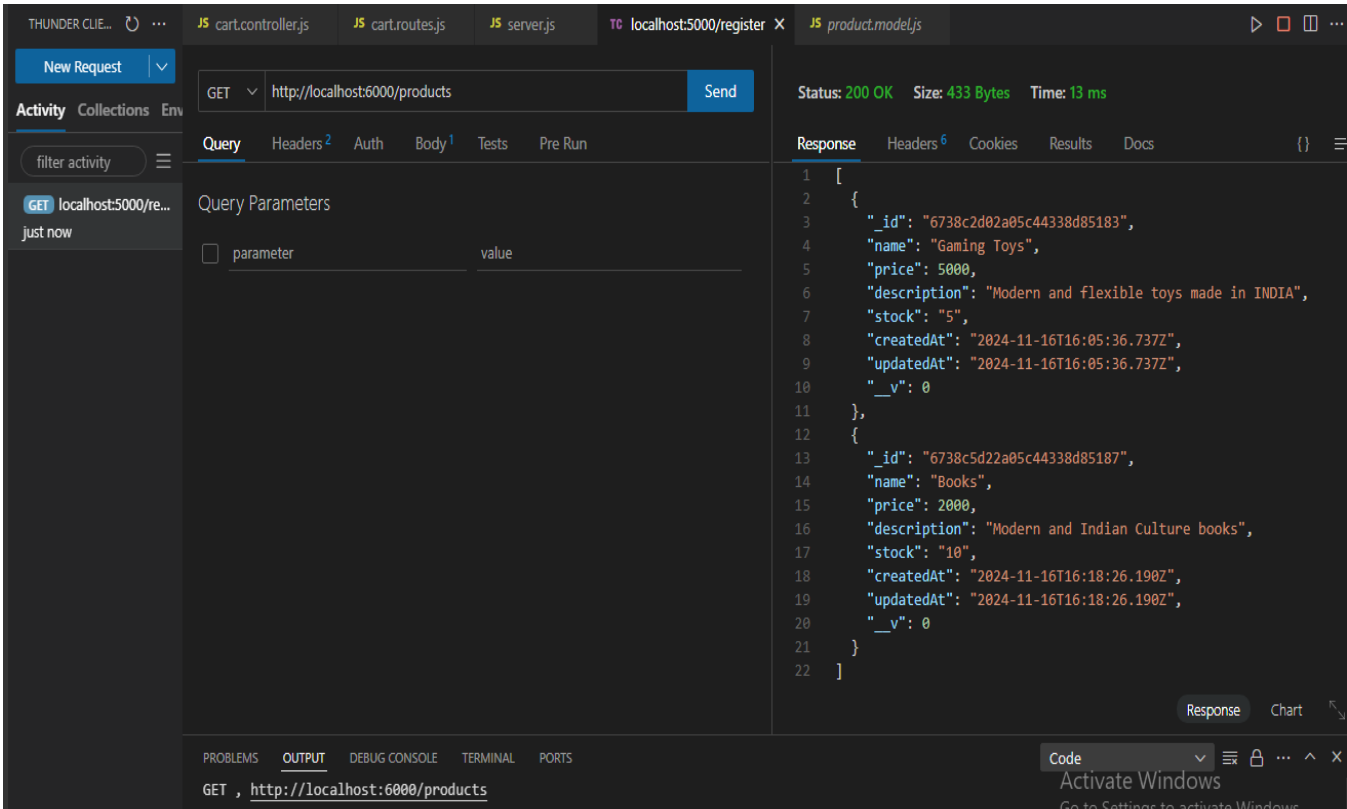 THUNDER CLIE... ...
JS cart.controller.js JS cart.routes.js JS server.js TC localhost:5000/register X JS product.model.js ...
New Request
GET http://localhost:6000/products Send
Status: 200 OK Size: 433 Bytes Time: 13 ms
Activity Collections Env
Query Headers 2 Auth Body 1 Tests Pre Run
Response Headers 6 Cookies Results Docs {}
filter activity
GET localhost:5000/re...
just now
Query Parameters
parameter value
1 [
2 {
3 "_id": "6738c2d02a05c44338d85183",
4 "name": "Gaming Toys",
5 "price": 5000,
6 "description": "Modern and flexible toys made in INDIA",
7 "stock": "5",
8 "createdAt": "2024-11-16T16:05:36.737Z",
9 "updatedAt": "2024-11-16T16:05:36.737Z",
10 "__v": 0
11 },
12 {
13 "_id": "6738c5d22a05c44338d85187",
14 "name": "Books",
15 "price": 2000,
16 "description": "Modern and Indian Culture books",
17 "stock": "10",
18 "createdAt": "2024-11-16T16:18:26.190Z",
19 "updatedAt": "2024-11-16T16:18:26.190Z",
20 "__v": 0
21 }
22 ]
Response Chart
PROBLEMS OUTPUT DEBUG CONSOLE TERMINAL PORTS Code ...
GET , http://localhost:6000/products
Activate Windows
Go to Settings to activate Windows